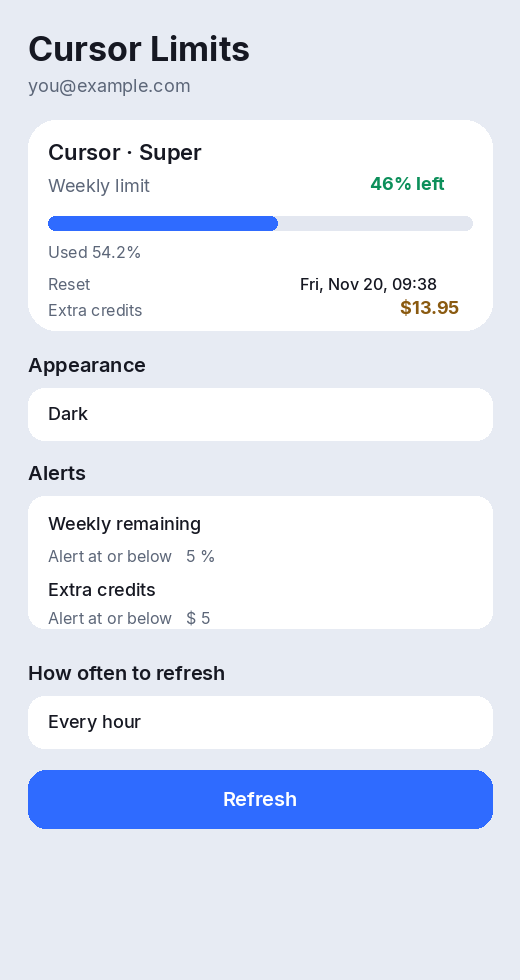 Cursor Limits
you@example.com
Cursor · Super
Weekly limit 46% left
Used 54.2%
Reset Fri, Nov 20, 09:38
Extra credits $13.95
Appearance
Dark
Alerts
Weekly remaining
Alert at or below 5 %
Extra credits
Alert at or below $ 5
How often to refresh
Every hour
Refresh